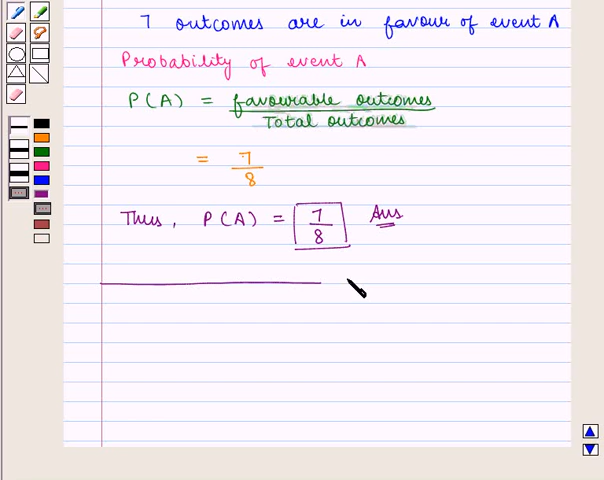 7 outcomes are in favour of event A
Probability of event A
P(A) = favourable outcomes / Total outcomes
= 7/8
Thus, P(A) = 7/8 Ans